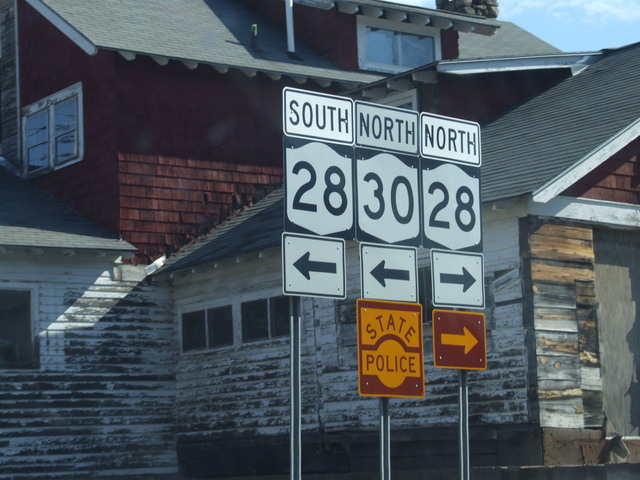 SOUTH
28
NORTH
30
NORTH
28
STATE
POLICE